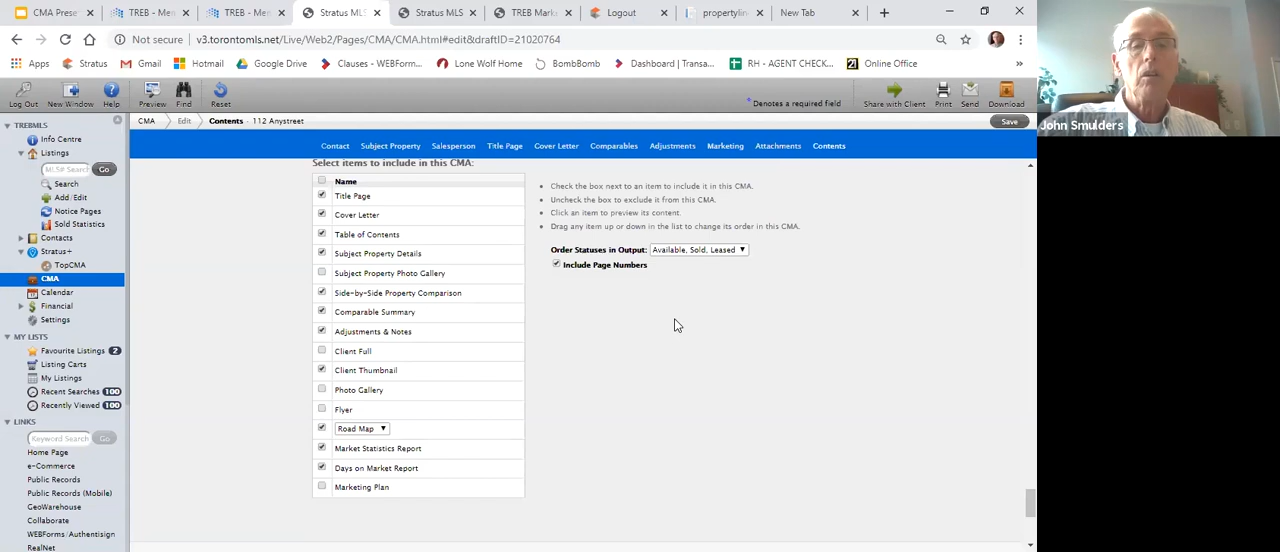 CMA Prese
TREB - Mem
TREB - Mem
Stratus MLS
Stratus MLS
TREB Mark
Logout
propertyline
New Tab
Not secure
v3.torontomls.net/Live/Web2/Pages/CMA/CMA.html#edit&draftID=21020764
Apps
Stratus
Gmail
Hotmail
Google Drive
Clauses - WEBForm...
Lone Wolf Home
BombBomb
Dashboard | Transa...
RH - AGENT CHECK...
21
Online Office
»
Log Out
New Window
Help
Preview
Find
Reset
* Denotes a required field
Share with Client
Print
Send
Download
John Smulders
TREBMLS
CMA
Edit
Contents - 112 Anystreet
Save
Info Centre
Listings
MLS# Search
Go
Search
Add/Edit
Notice Pages
Sold Statistics
Contacts
Stratus+
TopCMA
CMA
Calendar
Financial
Settings
MY LISTS
Favourite Listings 2
Listing Carts
My Listings
Recent Searches 100
Recently Viewed 100
LINKS
Keyword Search
Go
Home Page
e-Commerce
Public Records
Public Records (Mobile)
GeoWarehouse
Collaborate
WEBForms/Authentisign
RealNet
Contact
Subject Property
Salesperson
Title Page
Cover Letter
Comparables
Adjustments
Marketing
Attachments
Contents
Select items to include in this CMA:
Name
Title Page
Cover Letter
Table of Contents
Subject Property Details
Subject Property Photo Gallery
Side-by-Side Property Comparison
Comparable Summary
Adjustments & Notes
Client Full
Client Thumbnail
Photo Gallery
Flyer
Road Map
Market Statistics Report
Days on Market Report
Marketing Plan
• Check the box next to an item to include it in this CMA.
• Uncheck the box to exclude it from this CMA.
• Click an item to preview its content.
• Drag any item up or down in the list to change its order in this CMA.
Order Statuses in Output: Available, Sold, Leased
Include Page Numbers